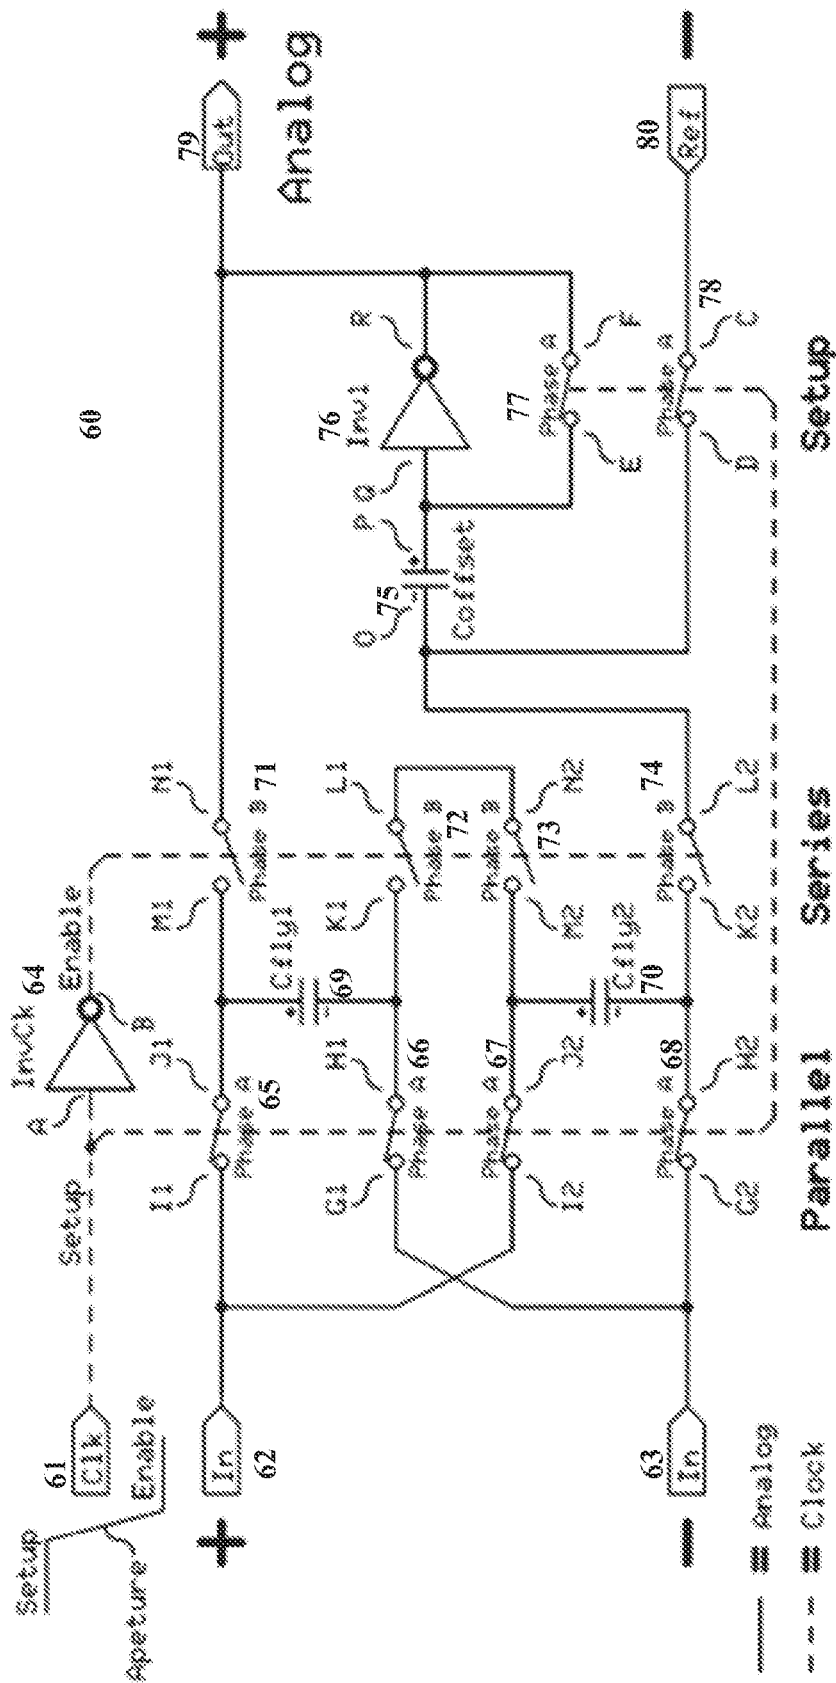 Setup
Apeture
Enable
61
Clk
Setup
A
InvCk
64
B
Enable
60
+
In
62
I1
J1
Phase A
65
M1
N1
Phase B
71
79
Out
+
Analog
Cfly1
69
+
-
G1
H1
Phase A
66
K1
L1
Phase B
72
O
75
-
+
Coffset
P
Q
76
Inv1
R
I2
J2
Phase A
67
M2
N2
Phase B
73
77
Phase A
E
F
Cfly2
70
+
-
-
63
In
G2
H2
Phase A
68
K2
L2
Phase B
74
Phase A
D
C
78
80
Ref
-
≡ Analog
≡ Clock
Parallel
Series
Setup